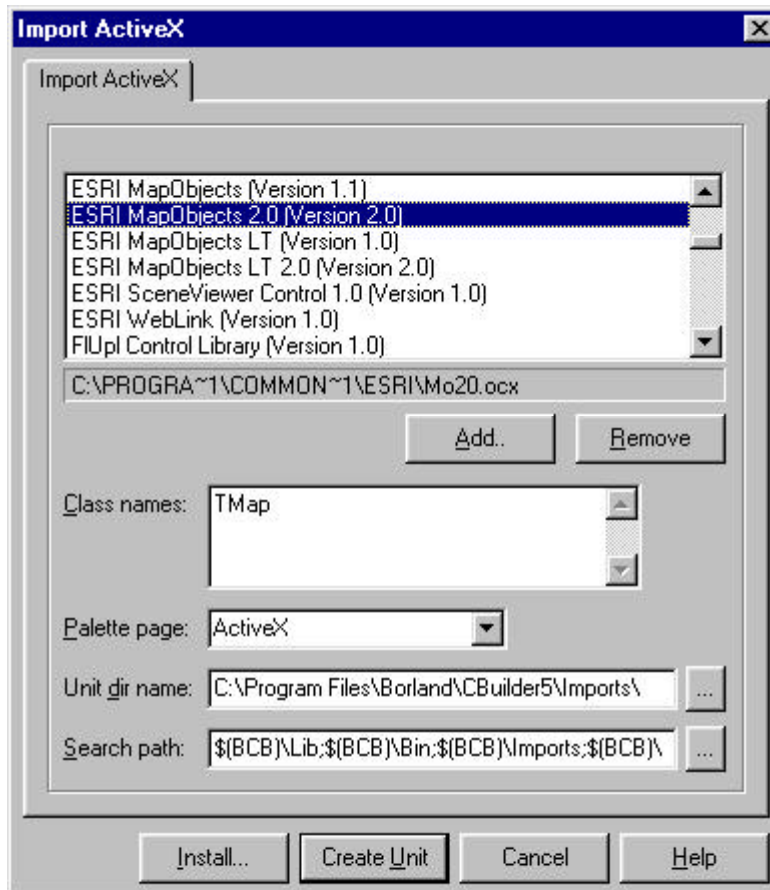 Import ActiveX
Import ActiveX
ESRI MapObjects (Version 1.1)
ESRI MapObjects 2.0 (Version 2.0)
ESRI MapObjects LT (Version 1.0)
ESRI MapObjects LT 2.0 (Version 2.0)
ESRI SceneViewer Control 1.0 (Version 1.0)
ESRI WebLink (Version 1.0)
FlUpl Control Library (Version 1.0)
C:\PROGRA~1\COMMON~1\ESRI\Mo20.ocx
Add.. Remove
Class names: TMap
Palette page: ActiveX
Unit dir name: C:\Program Files\Borland\CBuilder5\Imports\ ...
Search path: $(BCB)\Lib;$(BCB)\Bin;$(BCB)\Imports;$(BCB)\ ...
Install... Create Unit Cancel Help